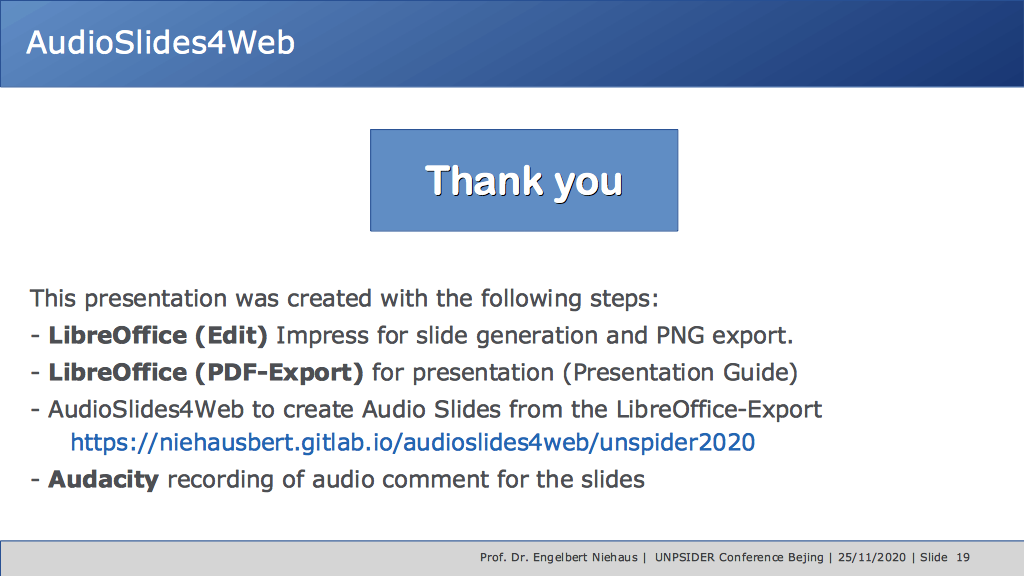 AudioSlides4Web
Thank you
This presentation was created with the following steps:
- LibreOffice (Edit) Impress for slide generation and PNG export.
- LibreOffice (PDF-Export) for presentation (Presentation Guide)
- AudioSlides4Web to create Audio Slides from the LibreOffice-Export
https://niehausbert.gitlab.io/audioslides4web/unspider2020
- Audacity recording of audio comment for the slides
Prof. Dr. Engelbert Niehaus | UNPSIDER Conference Bejing | 25/11/2020 | Slide 19